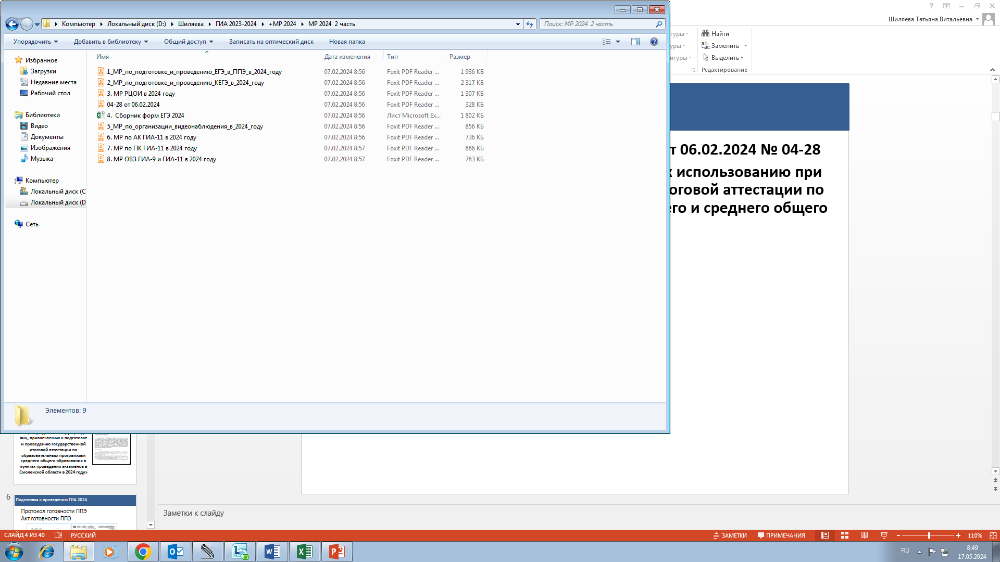 Компьютер
Локальный диск (D:)
Шиляева
ГИА 2023-2024
+МР 2024
МР 2024 2 часть
Поиск: МР 2024 2 часть
Упорядочить
Добавить в библиотеку
Общий доступ
Записать на оптический диск
Новая папка
Избранное
Загрузки
Недавние места
Рабочий стол
Библиотеки
Видео
Документы
Изображения
Музыка
Компьютер
Локальный диск (C
Локальный диск (D
Сеть
Имя Дата изменения Тип Размер
1_МР_по_подготовке_и_проведению_ЕГЭ_в_ППЭ_в_2024_году 07.02.2024 8:56 Foxit PDF Reader ... 1 936 КБ
2_МР_по_подготовке_и_проведению_КЕГЭ_в_2024_году 07.02.2024 8:56 Foxit PDF Reader ... 2 317 КБ
3. МР РЦОИ в 2024 году 07.02.2024 8:56 Foxit PDF Reader ... 1 307 КБ
04-28 от 06.02.2024 07.02.2024 8:56 Foxit PDF Reader ... 328 КБ
4. Сборник форм ЕГЭ 2024 07.02.2024 8:56 Лист Microsoft Ex... 1 802 КБ
5_МР_по_организации_видеонаблюдения_в_2024_году 07.02.2024 8:56 Foxit PDF Reader ... 856 КБ
6. МР по АК ГИА-11 в 2024 году 07.02.2024 8:56 Foxit PDF Reader ... 736 КБ
7. МР по ПК ГИА-11 в 2024 году 07.02.2024 8:57 Foxit PDF Reader ... 886 КБ
8. МР ОВЗ ГИА-9 и ГИА-11 в 2024 году 07.02.2024 8:57 Foxit PDF Reader ... 783 КБ
Элементов: 9
Шиляева Татьяна Витальевна
Найти
Заменить
Выделить
Редактирование
т 06.02.2024 № 04-28
к использованию при
оговой аттестации по
его и среднего общего
лиц, привлекаемых к подготовке
и проведению государственной
итоговой аттестации по
образовательным программам
среднего общего образования в
пунктах проведения экзаменов в
Смоленской области в 2024 году»
6
Подготовка к проведению ГИА 2024
Протокол готовности ППЭ
Акт готовности ППЭ
Заметки к слайду
СЛАЙД 4 ИЗ 40
РУССКИЙ
ЗАМЕТКИ
ПРИМЕЧАНИЯ
110%
RU
8:49
17.05.2024